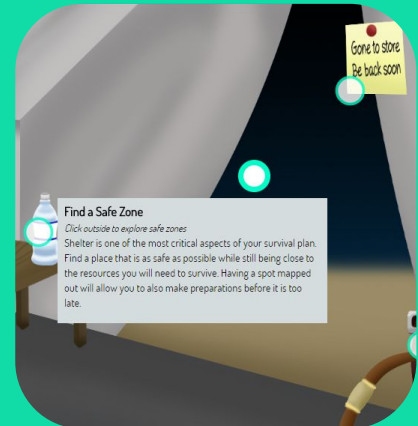 Gone to store
Be back soon
Find a Safe Zone
Click outside to explore safe zones
Shelter is one of the most critical aspects of your survival plan.
Find a place that is as safe as possible while still being close
to the resources you will need to survive. Having a spot mapped
out will allow you to also make preparations before it is too
late.